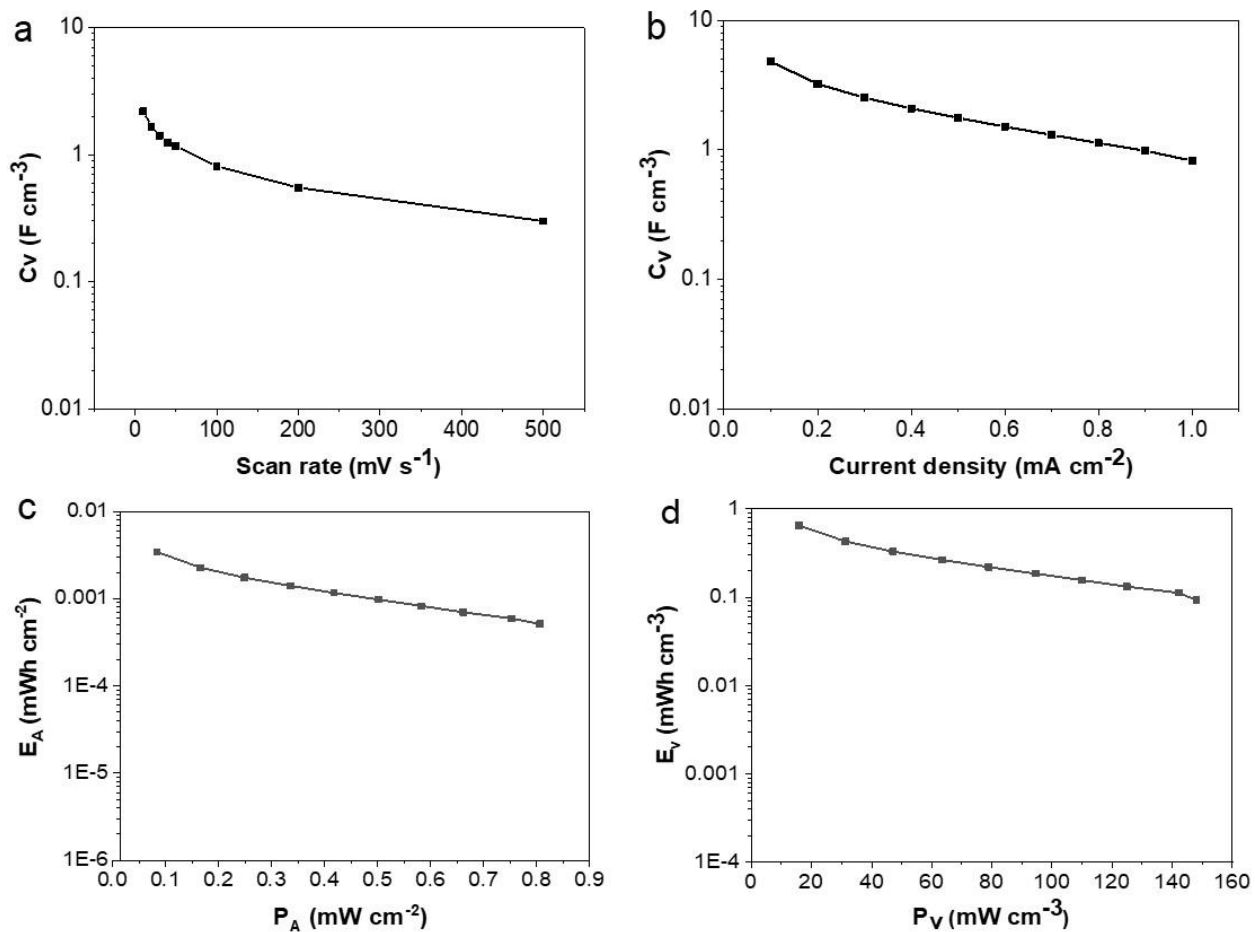 a
10
1
0.1
0.01
Cv (F cm⁻³)
0 100 200 300 400 500
Scan rate (mV s⁻¹)
b
10
1
0.1
0.01
C_V (F cm⁻³)
0.0 0.2 0.4 0.6 0.8 1.0
Current density (mA cm⁻²)
c
0.01
0.001
1E-4
1E-5
1E-6
E_A (mWh cm⁻²)
0.0 0.1 0.2 0.3 0.4 0.5 0.6 0.7 0.8 0.9
P_A (mW cm⁻²)
d
1
0.1
0.01
0.001
1E-4
E_v (mWh cm⁻³)
0 20 40 60 80 100 120 140 160
P_V (mW cm⁻³)